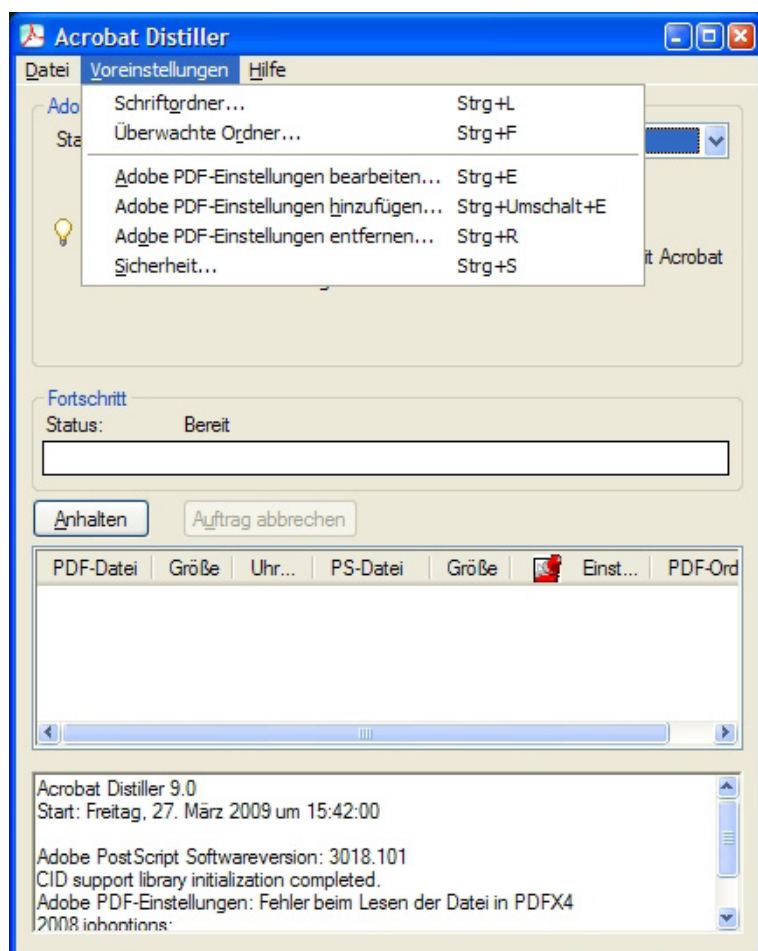 Acrobat Distiller
Datei Voreinstellungen Hilfe
Ado
Schriftordner... Strg+L
Sta
Überwachte Ordner... Strg+F
Adobe PDF-Einstellungen bearbeiten... Strg+E
Adobe PDF-Einstellungen hinzufügen... Strg+Umschalt+E
Adobe PDF-Einstellungen entfernen... Strg+R
it Acrobat
Sicherheit... Strg+S
Fortschritt
Status: Bereit
Anhalten Auftrag abbrechen
PDF-Datei Größe Uhr... PS-Datei Größe Einst... PDF-Ord
Acrobat Distiller 9.0
Start: Freitag, 27. März 2009 um 15:42:00
Adobe PostScript Softwareversion: 3018.101
CID support library initialization completed.
Adobe PDF-Einstellungen: Fehler beim Lesen der Datei in PDFX4
2008.joboptions: